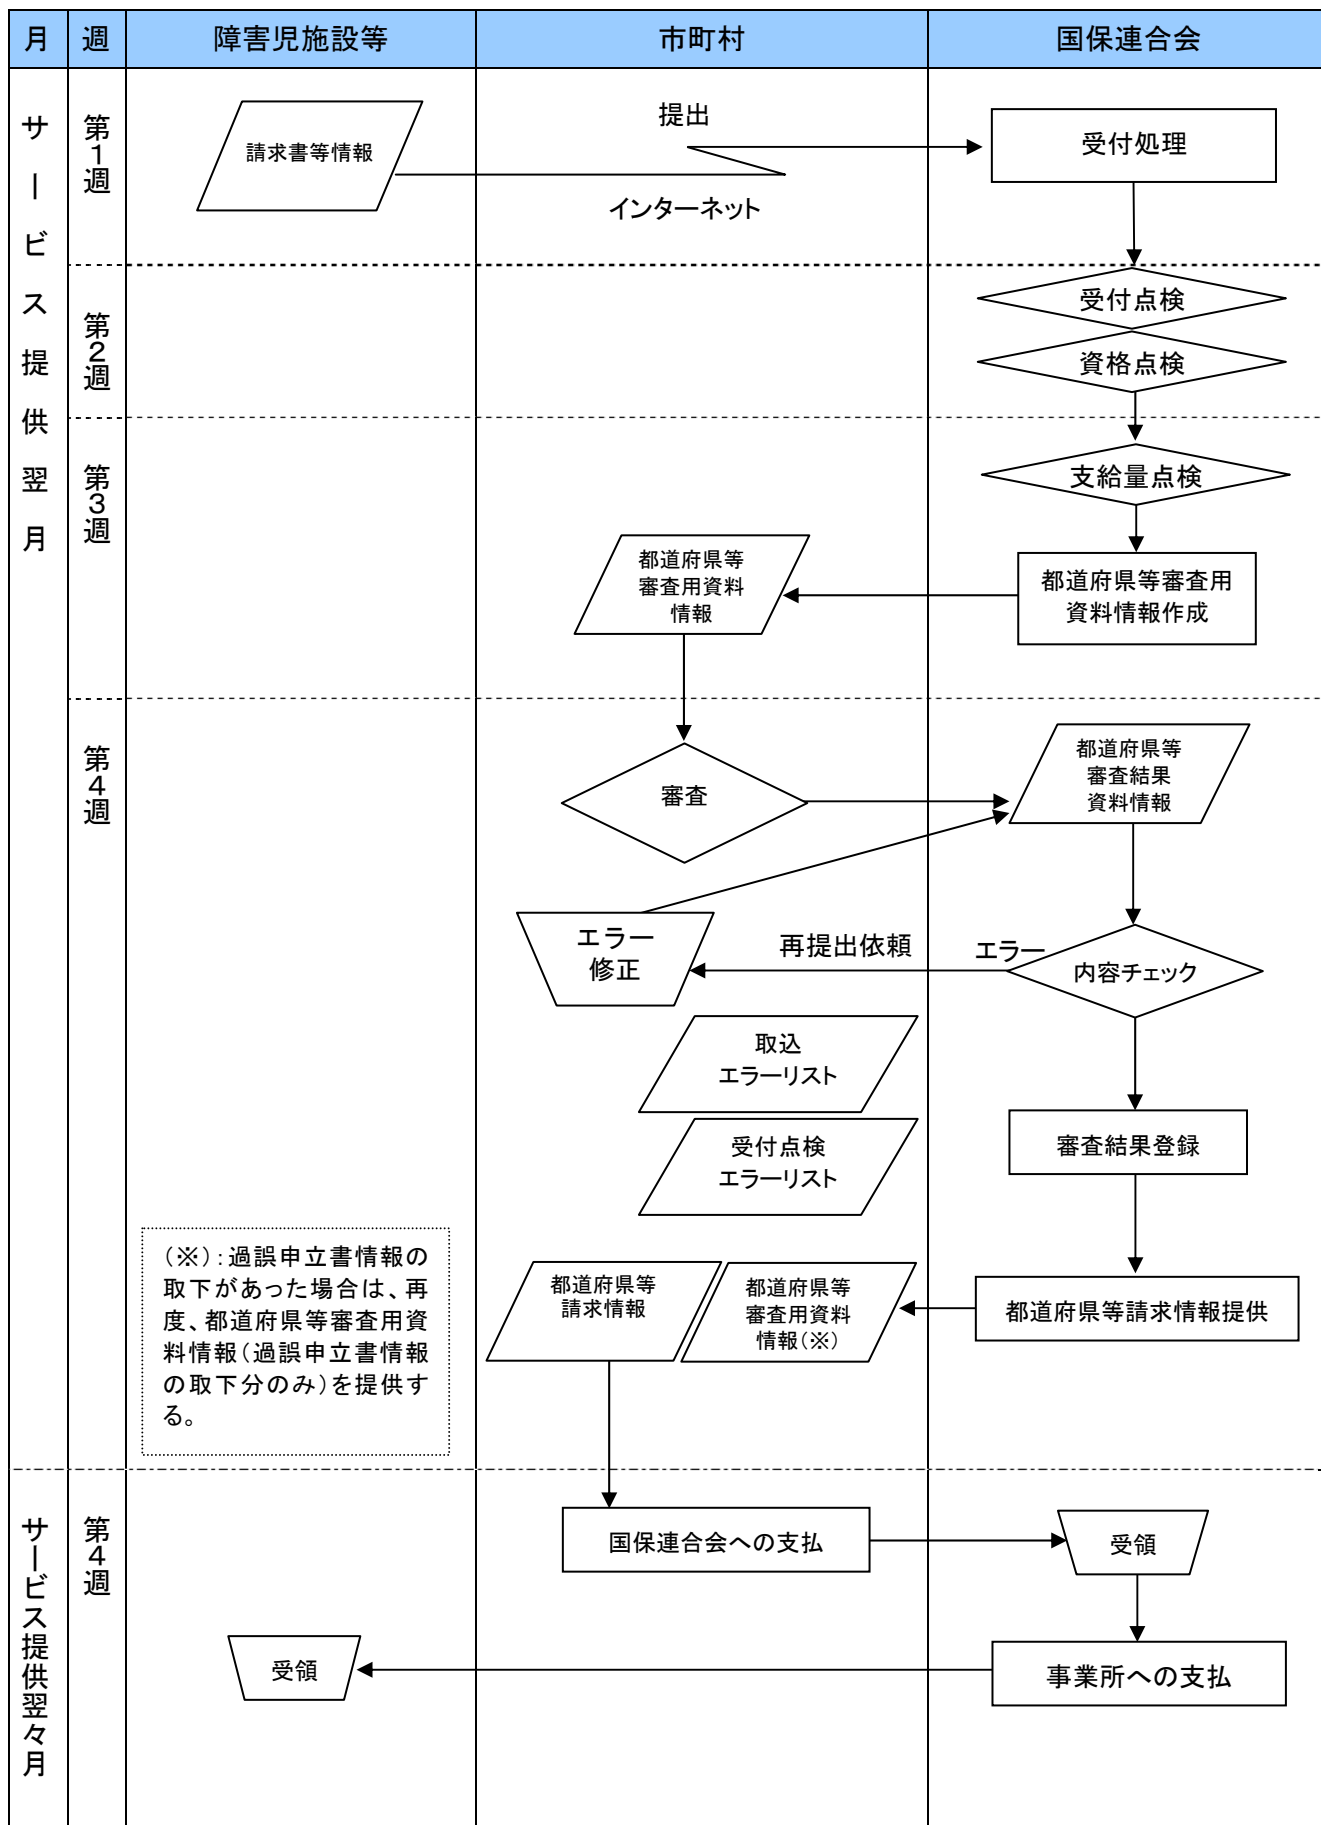 月
週
障害児施設等
市町村
国保連合会
サービス提供翌月
第1週
請求書等情報
提出
インターネット
受付処理
第2週
受付点検
資格点検
第3週
支給量点検
都道府県等
審査用資料
情報
都道府県等審査用
資料情報作成
第4週
審査
都道府県等
審査結果
資料情報
エラー
修正
再提出依頼
エラー
内容チェック
取込
エラーリスト
受付点検
エラーリスト
審査結果登録
(※):過誤申立書情報の
取下があった場合は、再
度、都道府県等審査用資
料情報(過誤申立書情報
の取下分のみ)を提供す
る。
都道府県等
請求情報
都道府県等
審査用資料
情報(※)
都道府県等請求情報提供
サービス提供翌々月
第4週
国保連合会への支払
受領
受領
事業所への支払